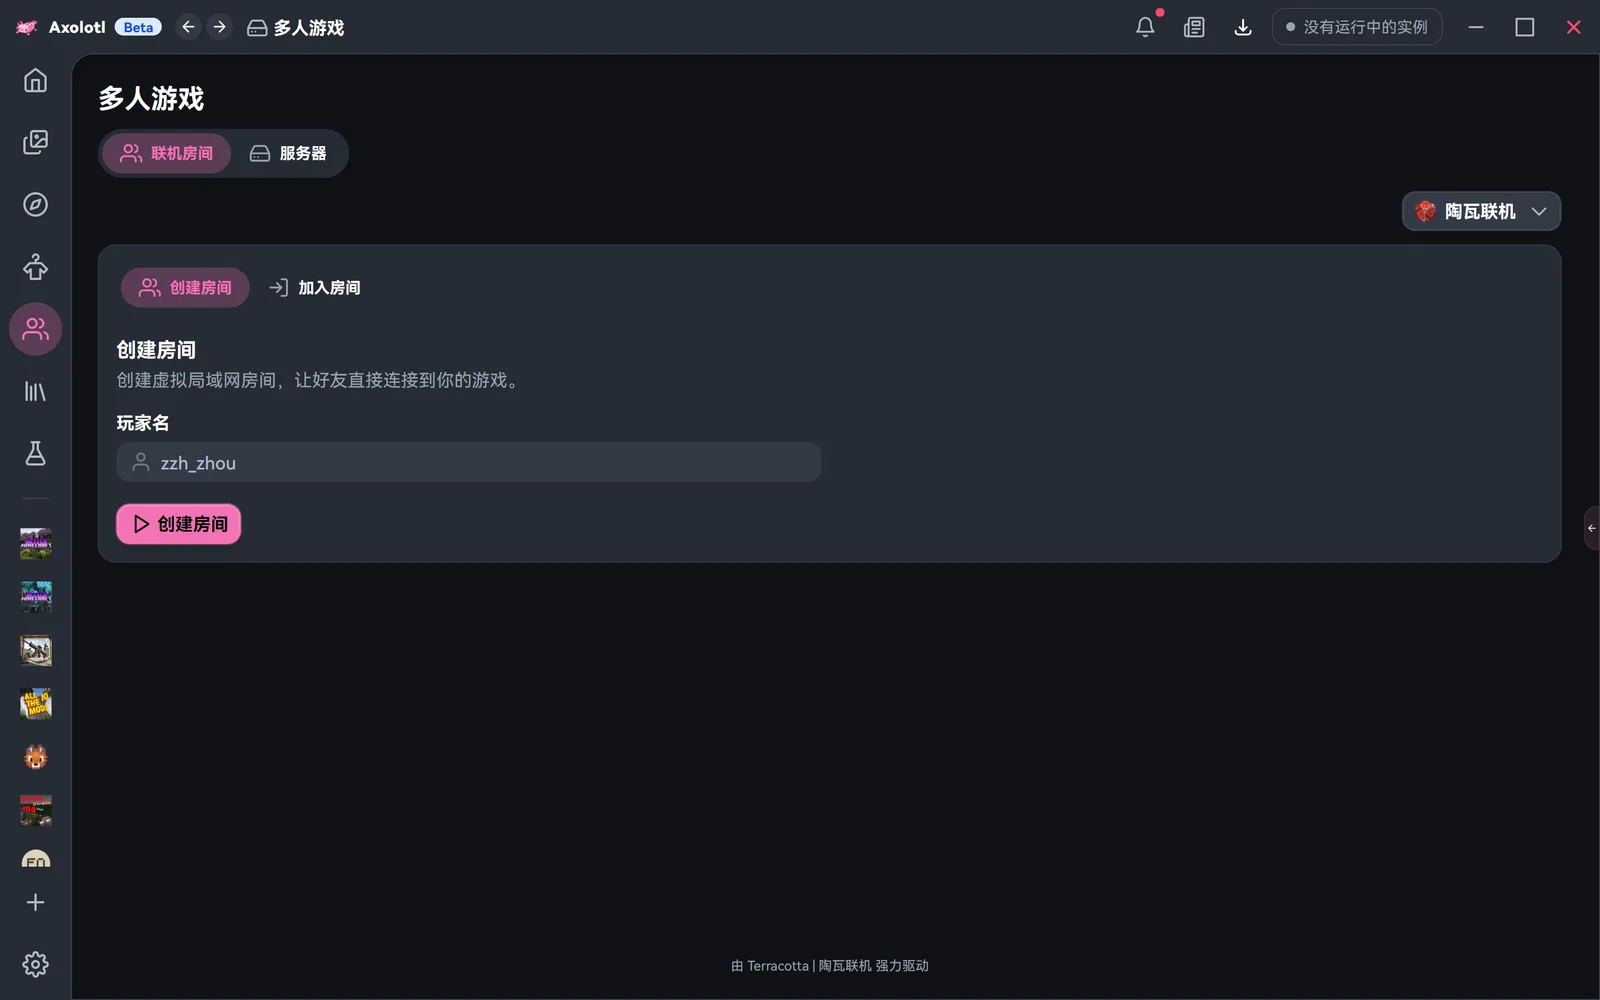 Axolotl Beta 多人游戏 没有运行中的实例
多人游戏
联机房间 服务器
陶瓦联机
创建房间 加入房间
创建房间
创建虚拟局域网房间，让好友直接连接到你的游戏。
玩家名
zzh_zhou
创建房间
ALL
THE 10
MODS
由 Terracotta | 陶瓦联机 强力驱动